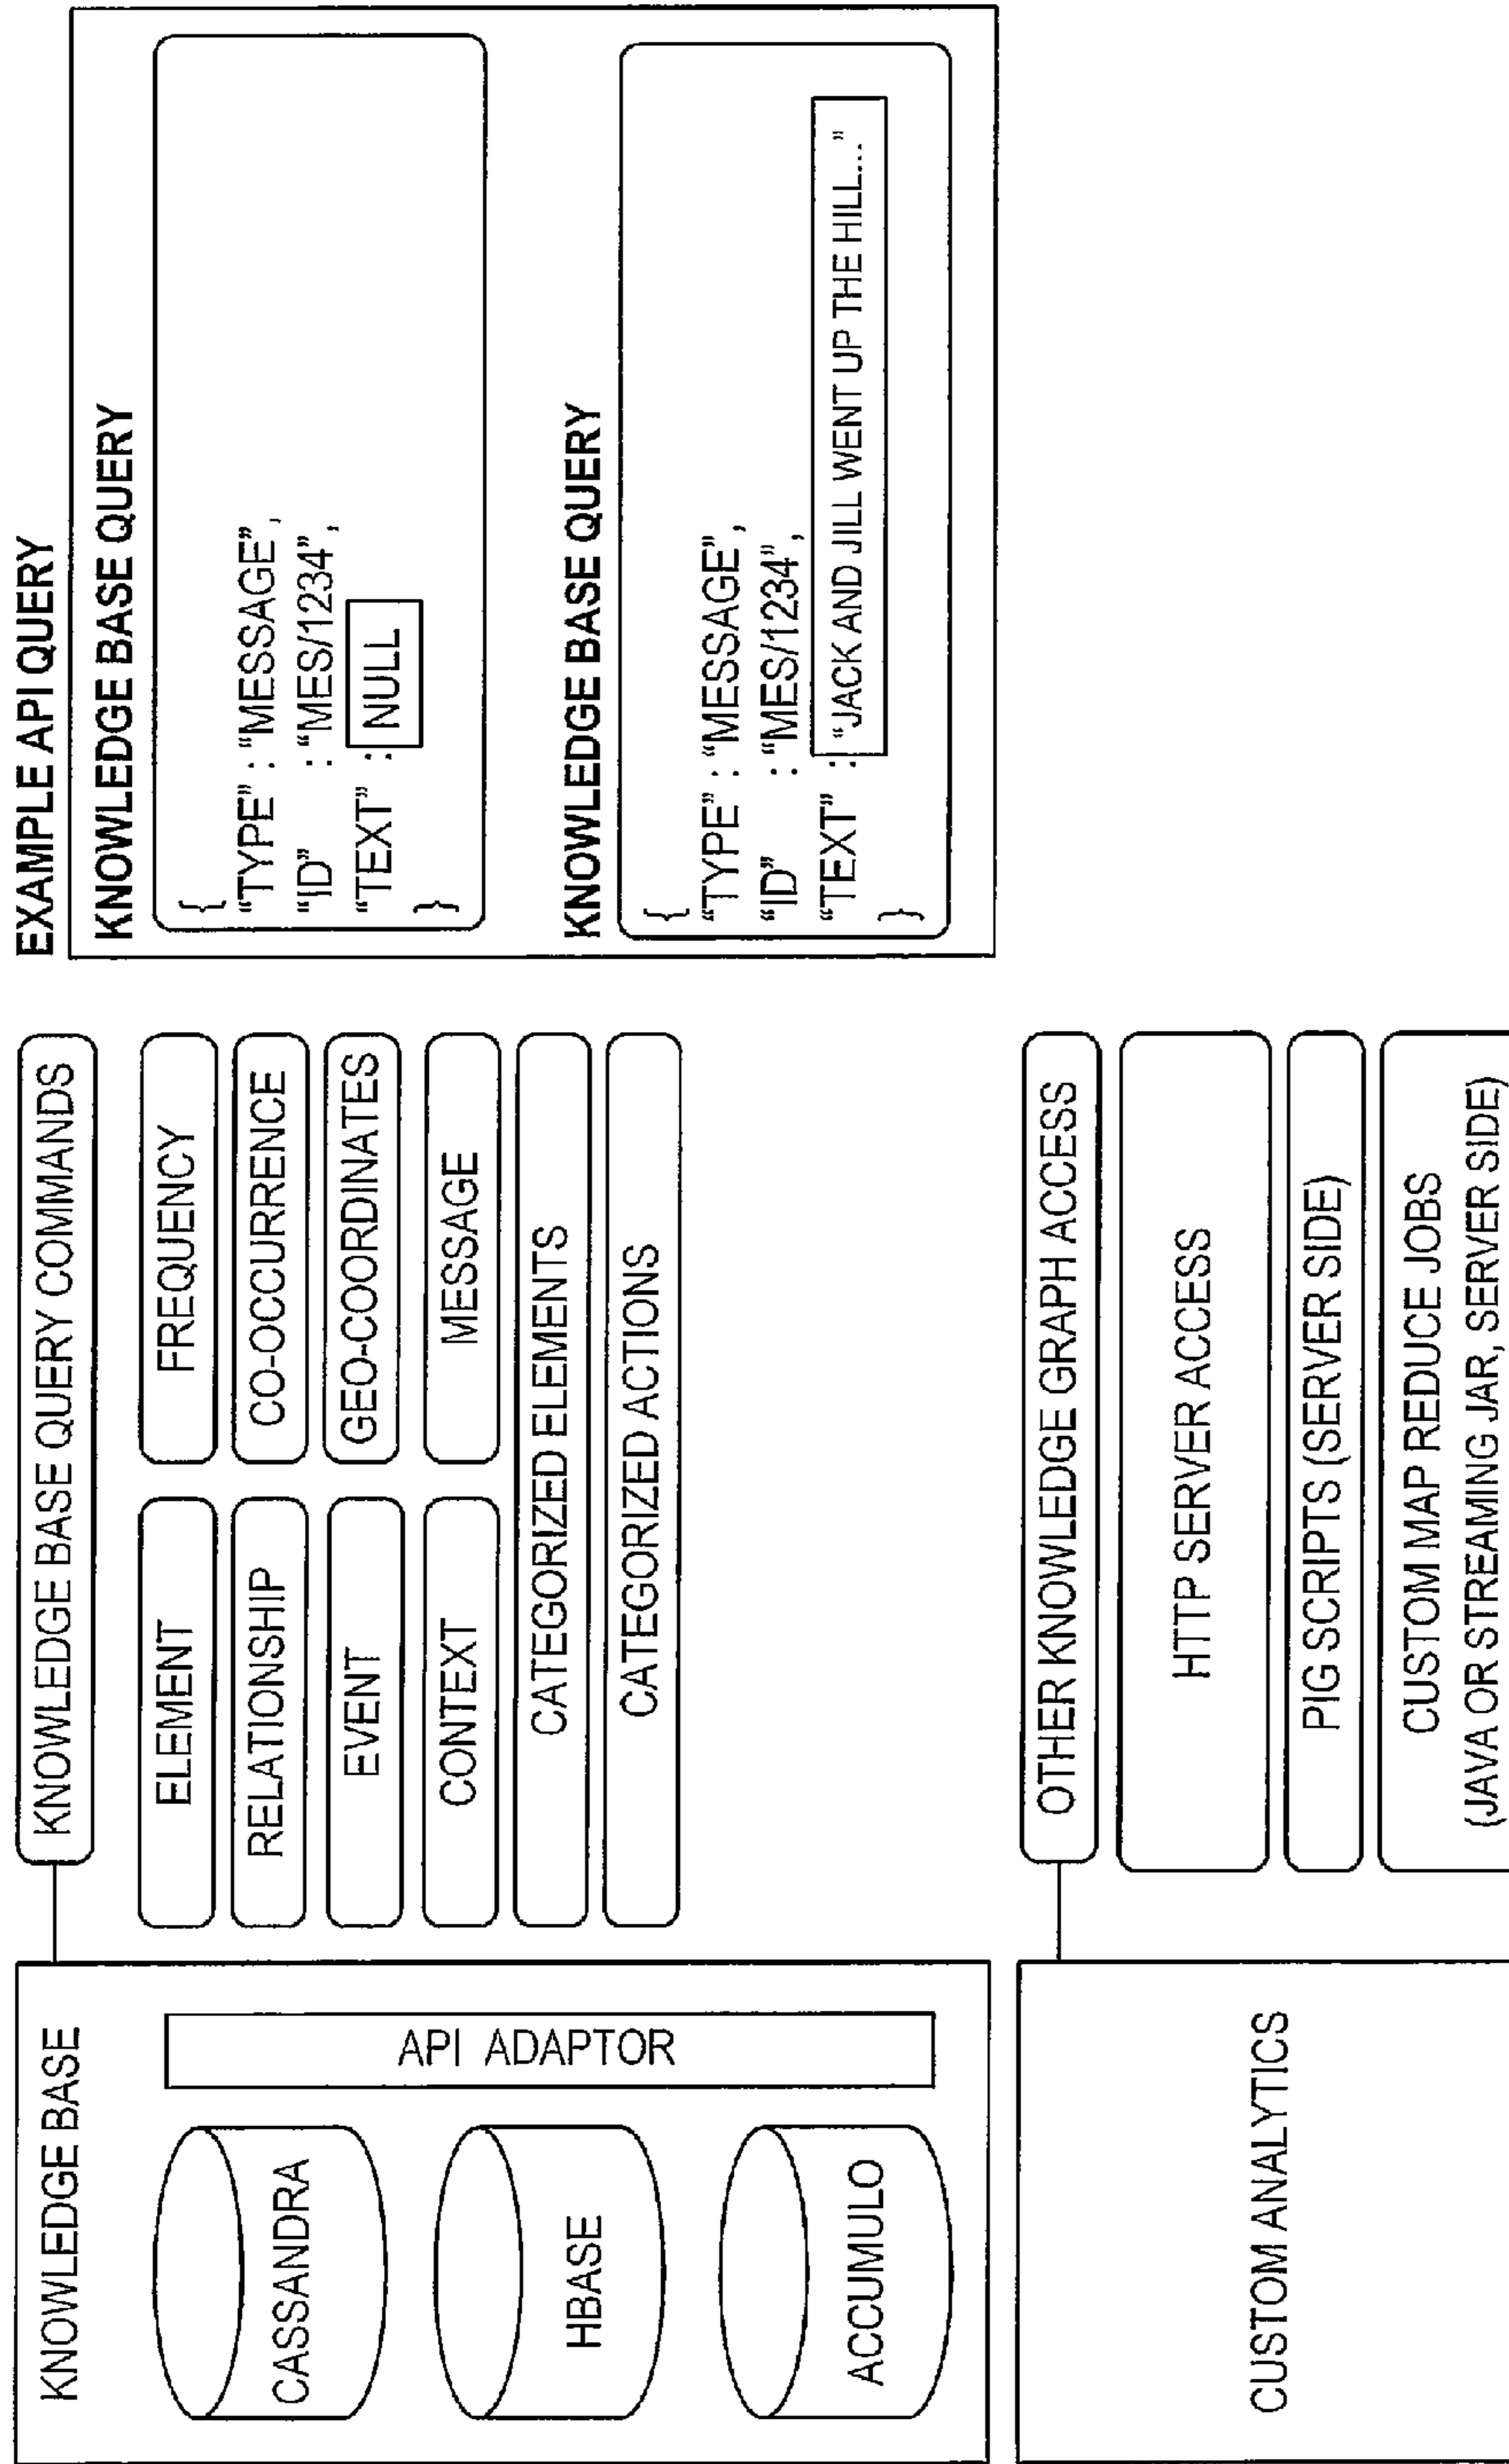 KNOWLEDGE BASE
CASSANDRA
HBASE
ACCUMULO
API ADAPTOR
KNOWLEDGE BASE QUERY COMMANDS
ELEMENT
FREQUENCY
RELATIONSHIP
CO-OCCURRENCE
EVENT
GEO-COORDINATES
CONTEXT
MESSAGE
CATEGORIZED ELEMENTS
CATEGORIZED ACTIONS
EXAMPLE API QUERY
KNOWLEDGE BASE QUERY
{
“TYPE” : “MESSAGE”,
“ID” : “MES/1234”,
“TEXT” : NULL
}
KNOWLEDGE BASE QUERY
{
“TYPE” : “MESSAGE”,
“ID” : “MES/1234”,
“TEXT” : “JACK AND JILL WENT UP THE HILL...”
}
CUSTOM ANALYTICS
OTHER KNOWLEDGE GRAPH ACCESS
HTTP SERVER ACCESS
PIG SCRIPTS (SERVER SIDE)
CUSTOM MAP REDUCE JOBS
(JAVA OR STREAMING JAR, SERVER SIDE)